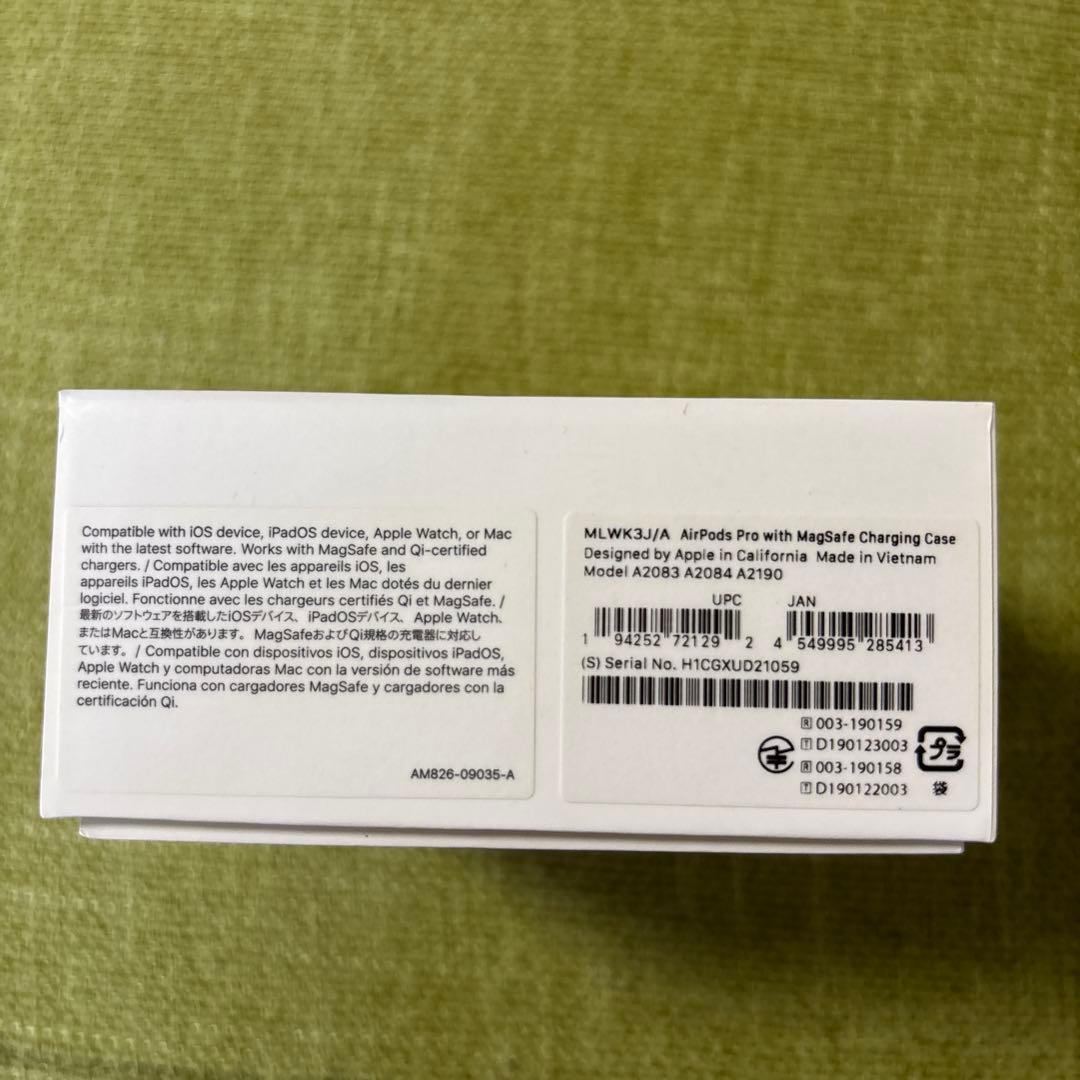 Compatible with iOS device, iPadOS device, Apple Watch, or Mac
with the latest software. Works with MagSafe and Qi-certified
chargers. / Compatible avec les appareils iOS, les
appareils iPadOS, les Apple Watch et les Mac dotés du dernier
logiciel. Fonctionne avec les chargeurs certifiés Qi et MagSafe. /
最新のソフトウェアを搭載したiOSデバイス、iPadOSデバイス、Apple Watch、
またはMacと互換性があります。MagSafeおよびQi規格の充電器に対応し
ています。/ Compatible con dispositivos iOS, dispositivos iPadOS,
Apple Watch y computadoras Mac con la versión de software más
reciente. Funciona con cargadores MagSafe y cargadores con la
certificación Qi.
AM826-09035-A
MLWK3J/A AirPods Pro with MagSafe Charging Case
Designed by Apple in California Made in Vietnam
Model A2083 A2084 A2190
UPC JAN
1 94252 72129 2 4 549995 285413
(S) Serial No. H1CGXUD21059
R 003-190159
T D190123003
R 003-190158
T D190122003
プラ
袋